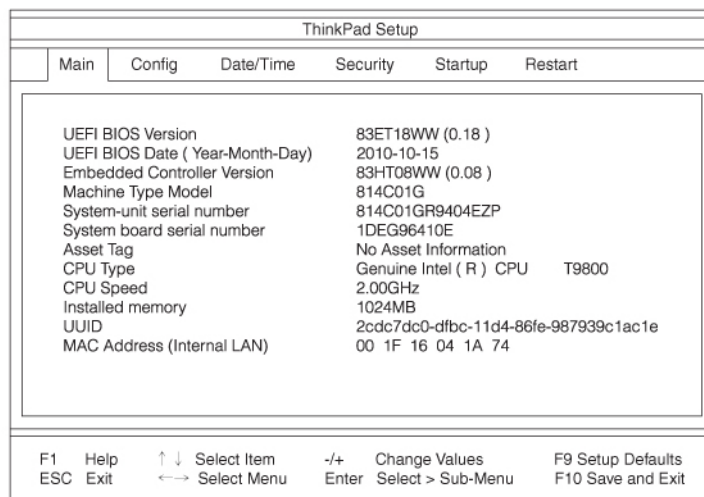 ThinkPad Setup
Main Config Date/Time Security Startup Restart
UEFI BIOS Version 83ET18WW (0.18 )
UEFI BIOS Date ( Year-Month-Day) 2010-10-15
Embedded Controller Version 83HT08WW (0.08 )
Machine Type Model 814C01G
System-unit serial number 814C01GR9404EZP
System board serial number 1DEG96410E
Asset Tag No Asset Information
CPU Type Genuine Intel ( R ) CPU T9800
CPU Speed 2.00GHz
Installed memory 1024MB
UUID 2cdc7dc0-dfbc-11d4-86fe-987939c1ac1e
MAC Address (Internal LAN) 00 1F 16 04 1A 74
F1 Help ↑ ↓ Select Item -/+ Change Values F9 Setup Defaults
ESC Exit ←→ Select Menu Enter Select > Sub-Menu F10 Save and Exit